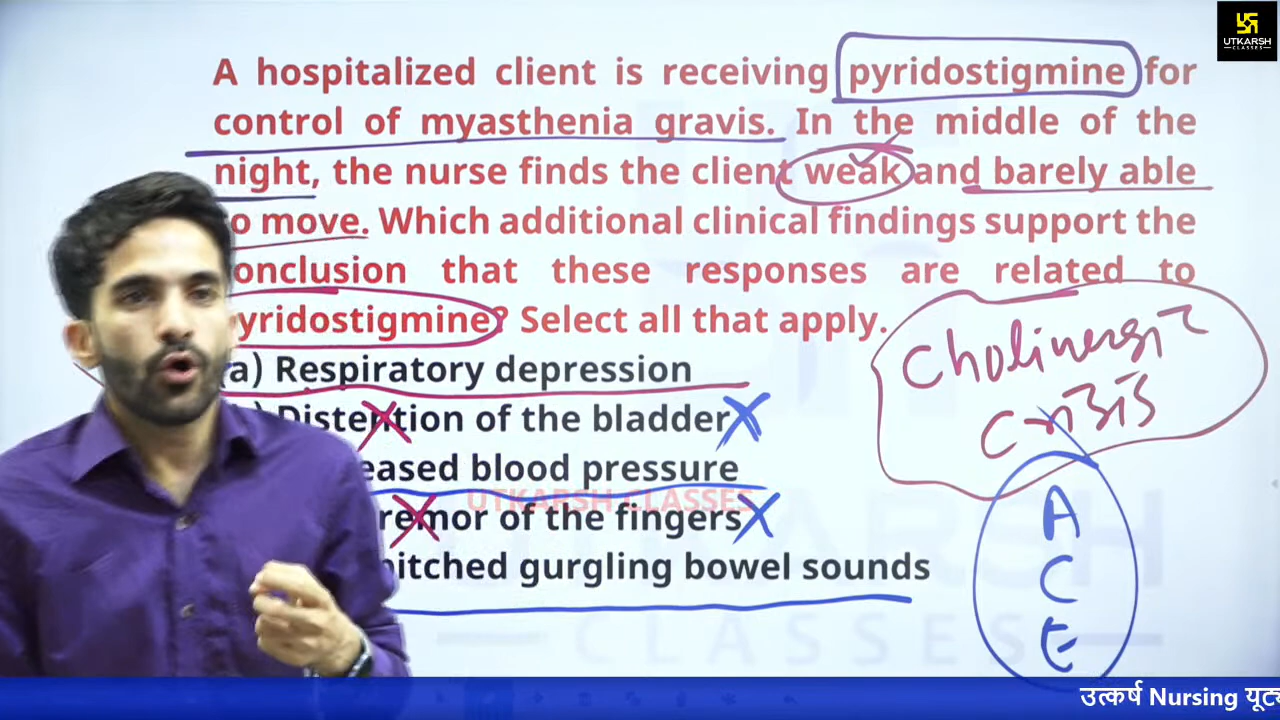 UTKARSH
CLASSES
A hospitalized client is receiving pyridostigmine for
control of myasthenia gravis. In the middle of the
night, the nurse finds the client weak and barely able
o move. Which additional clinical findings support the
onclusion that these responses are related to
yridostigmine? Select all that apply.
a) Respiratory depression
) Distention of the bladder
eased blood pressure
remor of the fingers
pitched gurgling bowel sounds
Cholinergic
Crisis
A
C
E
UTKARSH CLASSES
UTKARSH
CLASSES
उत्कर्ष Nursing यूट्य